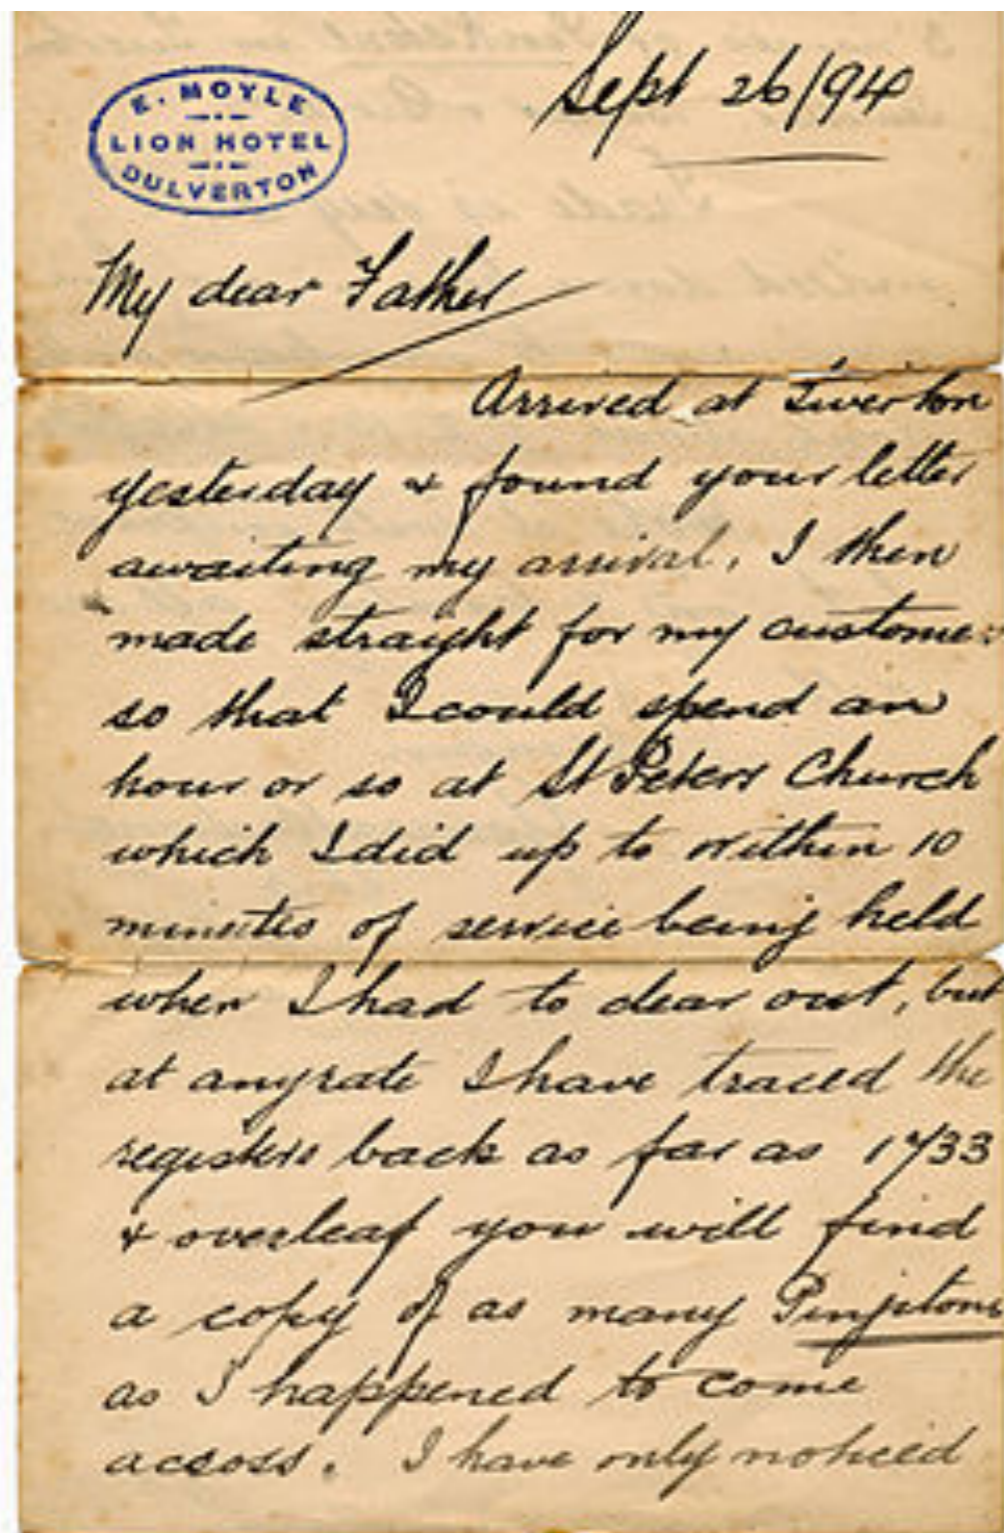 Sept 26/94
E. MOYLE
LION HOTEL
DULVERTON
My dear Father
Arrived at Tiverton
yesterday & found your letter
awaiting my arrival. I then
made straight for my customer
so that I could spend an
hour or so at St Peters Church
which I did up to within 10
minutes of service being held
when I had to clear out, but
at anyrate I have traced the
registers back as far as 1733
& overleaf you will find
a copy of as many
as I happened to come
across. I have only noticed